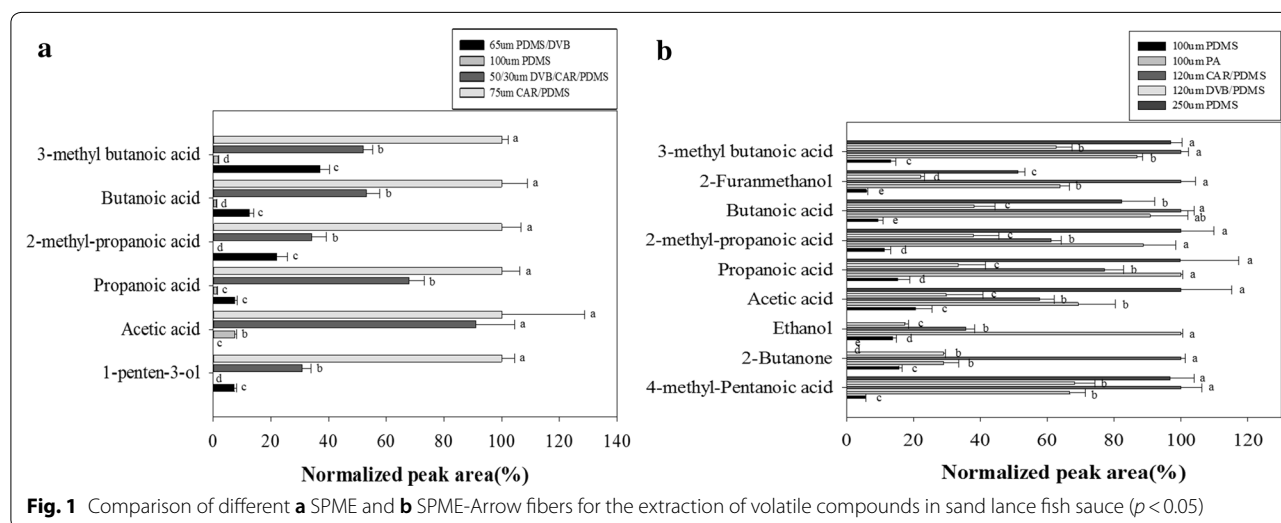 a
65um PDMS/DVB
100um PDMS
50/30um DVB/CAR/PDMS
75um CAR/PDMS
3-methyl butanoic acid
a
b
d
c
Butanoic acid
a
b
d
c
2-methyl-propanoic acid
a
b
d
c
Propanoic acid
a
b
c
c
Acetic acid
a
a
b
c
1-penten-3-ol
a
b
d
c
0 20 40 60 80 100 120 140
Normalized peak area(%)
b
100um PDMS
100um PA
120um CAR/PDMS
120um DVB/PDMS
250um PDMS
3-methyl butanoic acid
a
b
a
b
c
2-Furanmethanol
c
d
a
b
e
Butanoic acid
b
c
a
ab
e
2-methyl-propanoic acid
a
c
b
a
d
Propanoic acid
a
c
b
a
d
Acetic acid
a
c
b
b
c
Ethanol
e
c
b
a
d
2-Butanone
d
b
a
b
c
4-methyl-Pentanoic acid
a
b
a
b
c
0 20 40 60 80 100 120
Normalized peak area(%)
Fig. 1 Comparison of different a SPME and b SPME-Arrow fibers for the extraction of volatile compounds in sand lance fish sauce (p < 0.05)